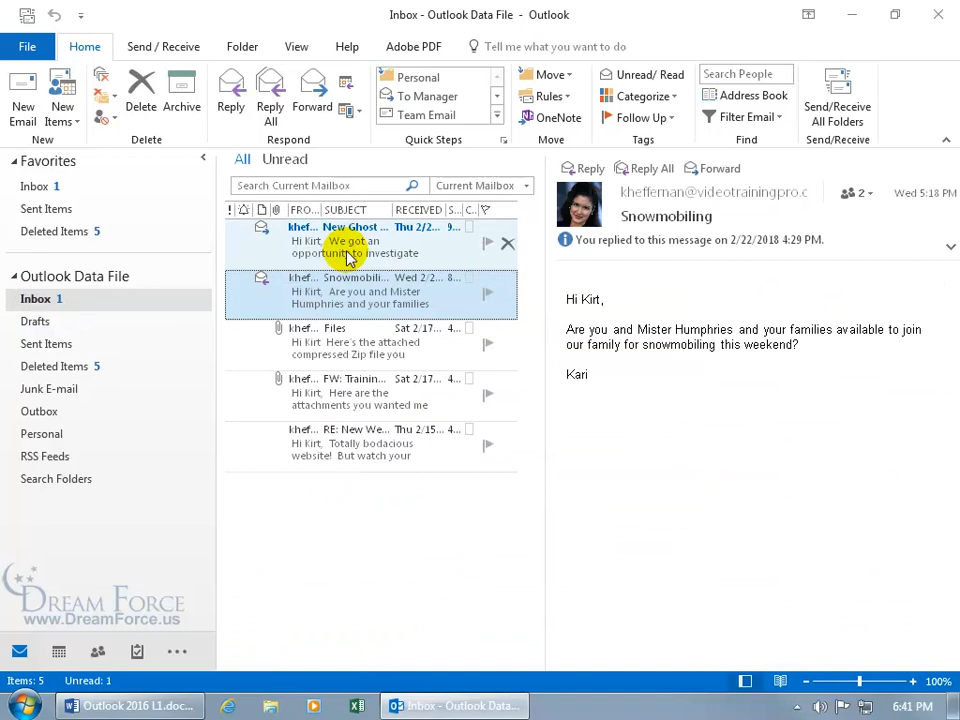 Inbox - Outlook Data File - Outlook
File Home Send / Receive Folder View Help Adobe PDF Tell me what you want to do
New Email
New Items
New
Delete
Archive
Delete
Reply
Reply All
Forward
Respond
Personal
To Manager
Team Email
Quick Steps
Move
Rules
OneNote
Move
Unread/ Read
Categorize
Follow Up
Tags
Search People
Address Book
Filter Email
Find
Send/Receive All Folders
Send/Receive
Favorites
Inbox 1
Sent Items
Deleted Items 5
Outlook Data File
Inbox 1
Drafts
Sent Items
Deleted Items 5
Junk E-mail
Outbox
Personal
RSS Feeds
Search Folders
DREAM FORCE
www.DreamForce.us
All Unread
Search Current Mailbox Current Mailbox
! FRO... SUBJECT RECEIVED S... C...
khef... New Ghost ... Thu 2/2... 9...
Hi Kirt, We got an
opportunity to investigate
khef... Snowmobili... Wed 2/2... 8...
Hi Kirt, Are you and Mister
Humphries and your families
khef... Files Sat 2/17... 4...
Hi Kirt Here's the attached
compressed Zip file you
khef... FW: Trainin... Sat 2/17... 4...
Hi Kirt, Here are the
attachments you wanted me
khef... RE: New We... Thu 2/15... 4...
Hi Kirt, Totally bodacious
website! But watch your
Reply Reply All Forward
kheffernan@videotrainingpro.c 2 Wed 5:18 PM
Snowmobiling
You replied to this message on 2/22/2018 4:29 PM.
Hi Kirt,
Are you and Mister Humphries and your families available to join
our family for snowmobiling this weekend?
Kari
Items: 5 Unread: 1 100%
Outlook 2016 L1.doc... Inbox - Outlook Data... 6:41 PM